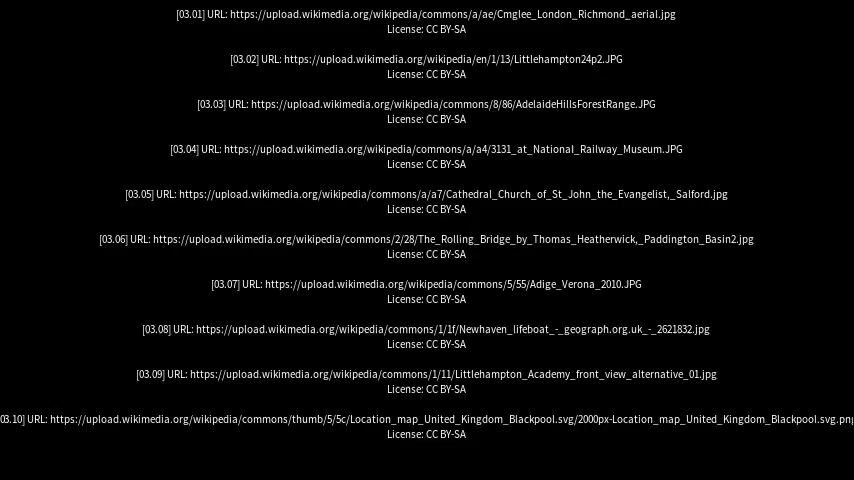 [03.01] URL: https://upload.wikimedia.org/wikipedia/commons/a/ae/Cmglee_London_Richmond_aerial.jpg
License: CC BY-SA
[03.02] URL: https://upload.wikimedia.org/wikipedia/en/1/13/Littlehampton24p2.JPG
License: CC BY-SA
[03.03] URL: https://upload.wikimedia.org/wikipedia/commons/8/86/AdelaideHillsForestRange.JPG
License: CC BY-SA
[03.04] URL: https://upload.wikimedia.org/wikipedia/commons/a/a4/3131_at_National_Railway_Museum.JPG
License: CC BY-SA
[03.05] URL: https://upload.wikimedia.org/wikipedia/commons/a/a7/Cathedral_Church_of_St_John_the_Evangelist,_Salford.jpg
License: CC BY-SA
[03.06] URL: https://upload.wikimedia.org/wikipedia/commons/2/28/The_Rolling_Bridge_by_Thomas_Heatherwick,_Paddington_Basin2.jpg
License: CC BY-SA
[03.07] URL: https://upload.wikimedia.org/wikipedia/commons/5/55/Adige_Verona_2010.JPG
License: CC BY-SA
[03.08] URL: https://upload.wikimedia.org/wikipedia/commons/1/1f/Newhaven_lifeboat_-_geograph.org.uk_-_2621832.jpg
License: CC BY-SA
[03.09] URL: https://upload.wikimedia.org/wikipedia/commons/1/11/Littlehampton_Academy_front_view_alternative_01.jpg
License: CC BY-SA
03.10] URL: https://upload.wikimedia.org/wikipedia/commons/thumb/5/5c/Location_map_United_Kingdom_Blackpool.svg/2000px-Location_map_United_Kingdom_Blackpool.svg.png
License: CC BY-SA